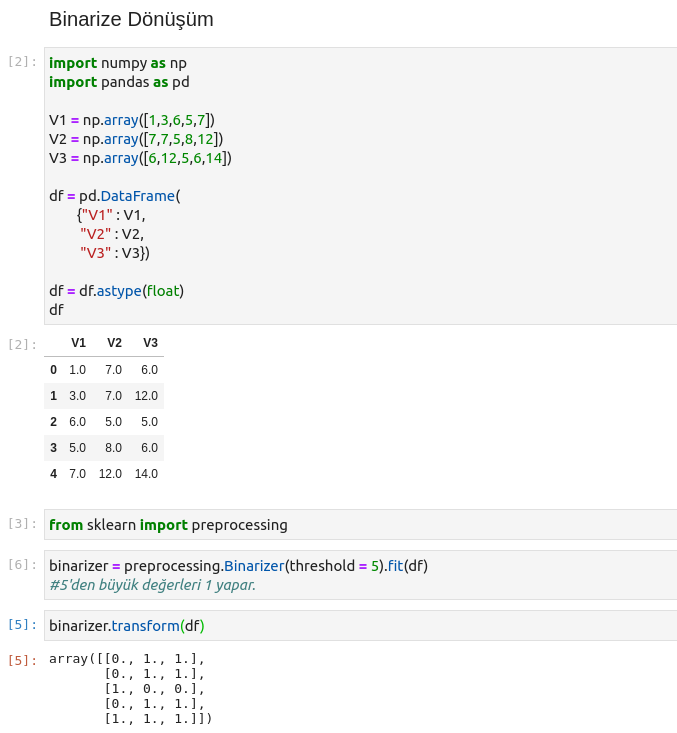 Binarize Dönüşüm
[2]: import numpy as np
import pandas as pd
V1 = np.array([1,3,6,5,7])
V2 = np.array([7,7,5,8,12])
V3 = np.array([6,12,5,6,14])
df = pd.DataFrame(
{"V1" : V1,
"V2" : V2,
"V3" : V3})
df = df.astype(float)
df
[2]: V1 V2 V3
0 1.0 7.0 6.0
1 3.0 7.0 12.0
2 6.0 5.0 5.0
3 5.0 8.0 6.0
4 7.0 12.0 14.0
[3]: from sklearn import preprocessing
[6]: binarizer = preprocessing.Binarizer(threshold = 5).fit(df)
#5'den büyük değerleri 1 yapar.
[5]: binarizer.transform(df)
[5]: array([[0., 1., 1.],
[0., 1., 1.],
[1., 0., 0.],
[0., 1., 1.],
[1., 1., 1.]])